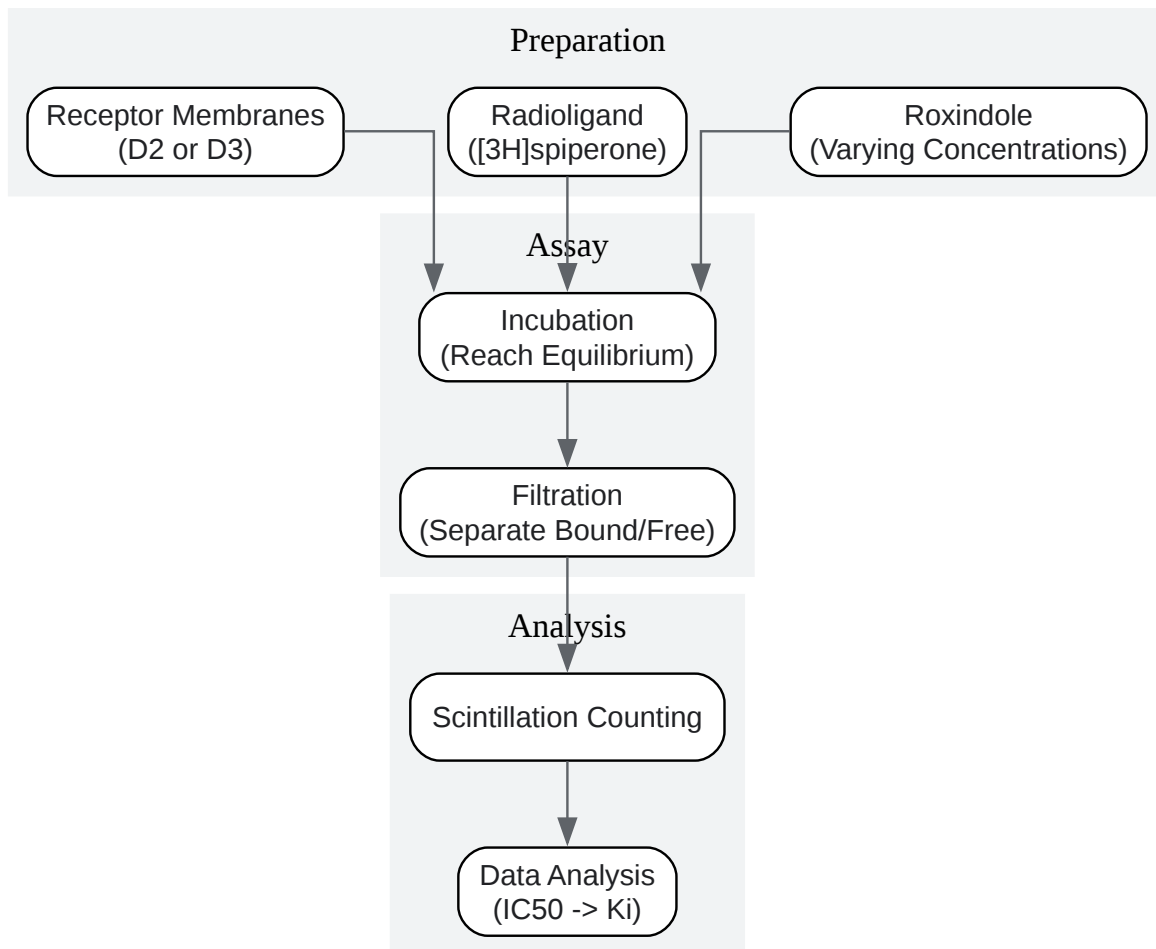 Preparation
Receptor Membranes
(D2 or D3)
Radioligand
([3H]spiperone)
Roxindole
(Varying Concentrations)
Assay
Incubation
(Reach Equilibrium)
Filtration
(Separate Bound/Free)
Analysis
Scintillation Counting
Data Analysis
(IC50 -> Ki)